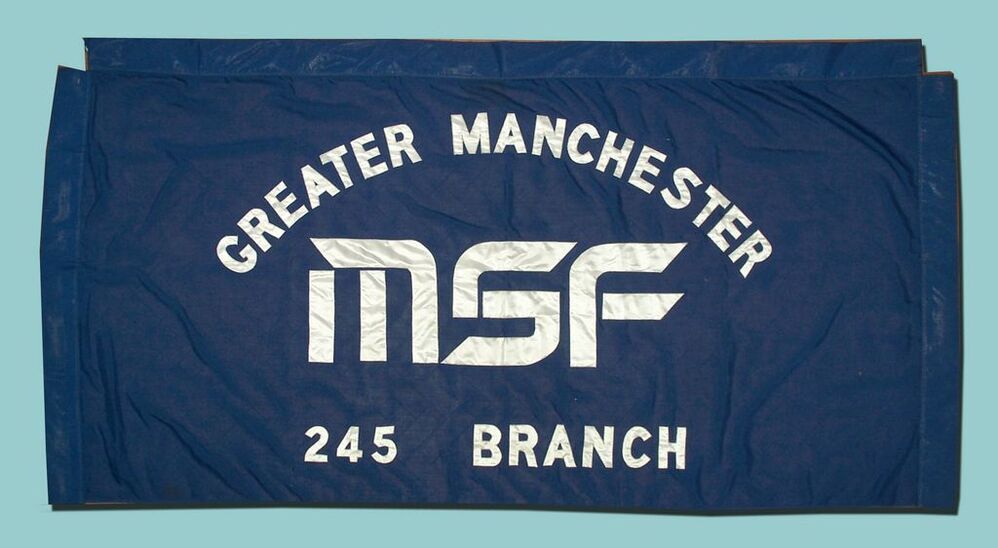 GREATER MANCHESTER
MSF
245 BRANCH